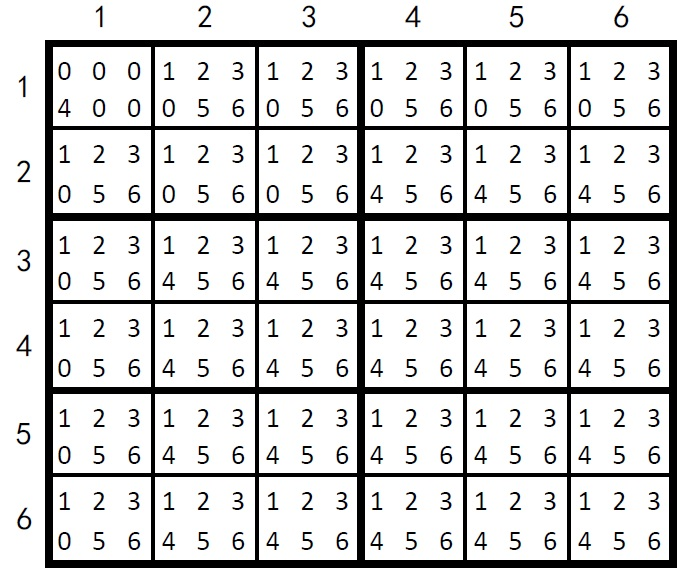 1 2 3 4 5 6
1
0 0 0 1 2 3 1 2 3 1 2 3 1 2 3 1 2 3
4 0 0 0 5 6 0 5 6 0 5 6 0 5 6 0 5 6
2
1 2 3 1 2 3 1 2 3 1 2 3 1 2 3 1 2 3
0 5 6 0 5 6 0 5 6 4 5 6 4 5 6 4 5 6
3
1 2 3 1 2 3 1 2 3 1 2 3 1 2 3 1 2 3
0 5 6 4 5 6 4 5 6 4 5 6 4 5 6 4 5 6
4
1 2 3 1 2 3 1 2 3 1 2 3 1 2 3 1 2 3
0 5 6 4 5 6 4 5 6 4 5 6 4 5 6 4 5 6
5
1 2 3 1 2 3 1 2 3 1 2 3 1 2 3 1 2 3
0 5 6 4 5 6 4 5 6 4 5 6 4 5 6 4 5 6
6
1 2 3 1 2 3 1 2 3 1 2 3 1 2 3 1 2 3
0 5 6 4 5 6 4 5 6 4 5 6 4 5 6 4 5 6